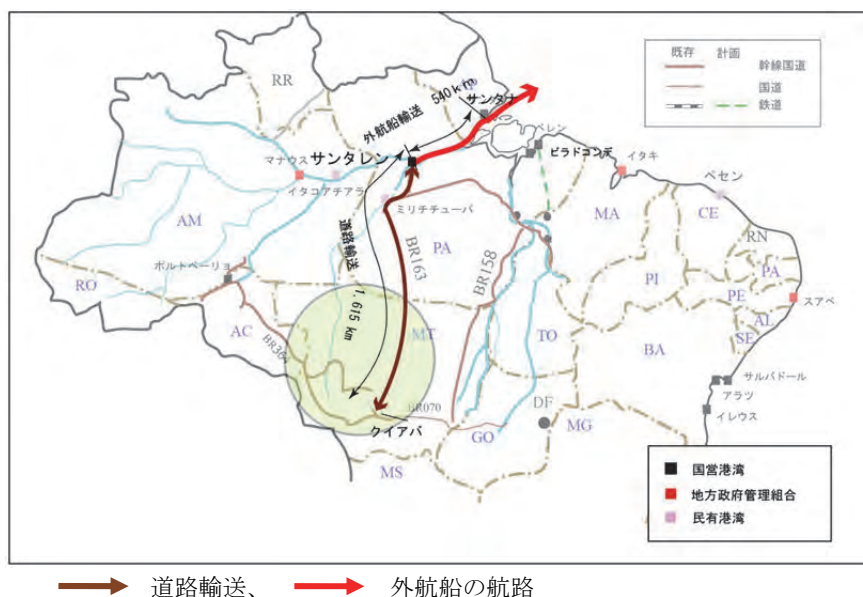 既存 計画
幹線国道
国道
鉄道
RR
540km
外航船輸送
サンタナ
ベレン
ビラドコンデ
サンタレン
マナウス
イタコアチアラ
イタキ
ペセン
ミリチチューバ
AM
MA
CE
RN
PA
道路輸送
BR163
PA
BR158
PI
PE
ポルトベーリョ
RO
スアペ
AL
SE
1,615 km
AC
MT
TO
BA
BR36
サルバドール
アラツ
イレウス
BR070
DF
クイアバ
GO
MG
MS
国営港湾
地方政府管理組合
民有港湾
道路輸送、 外航船の航路